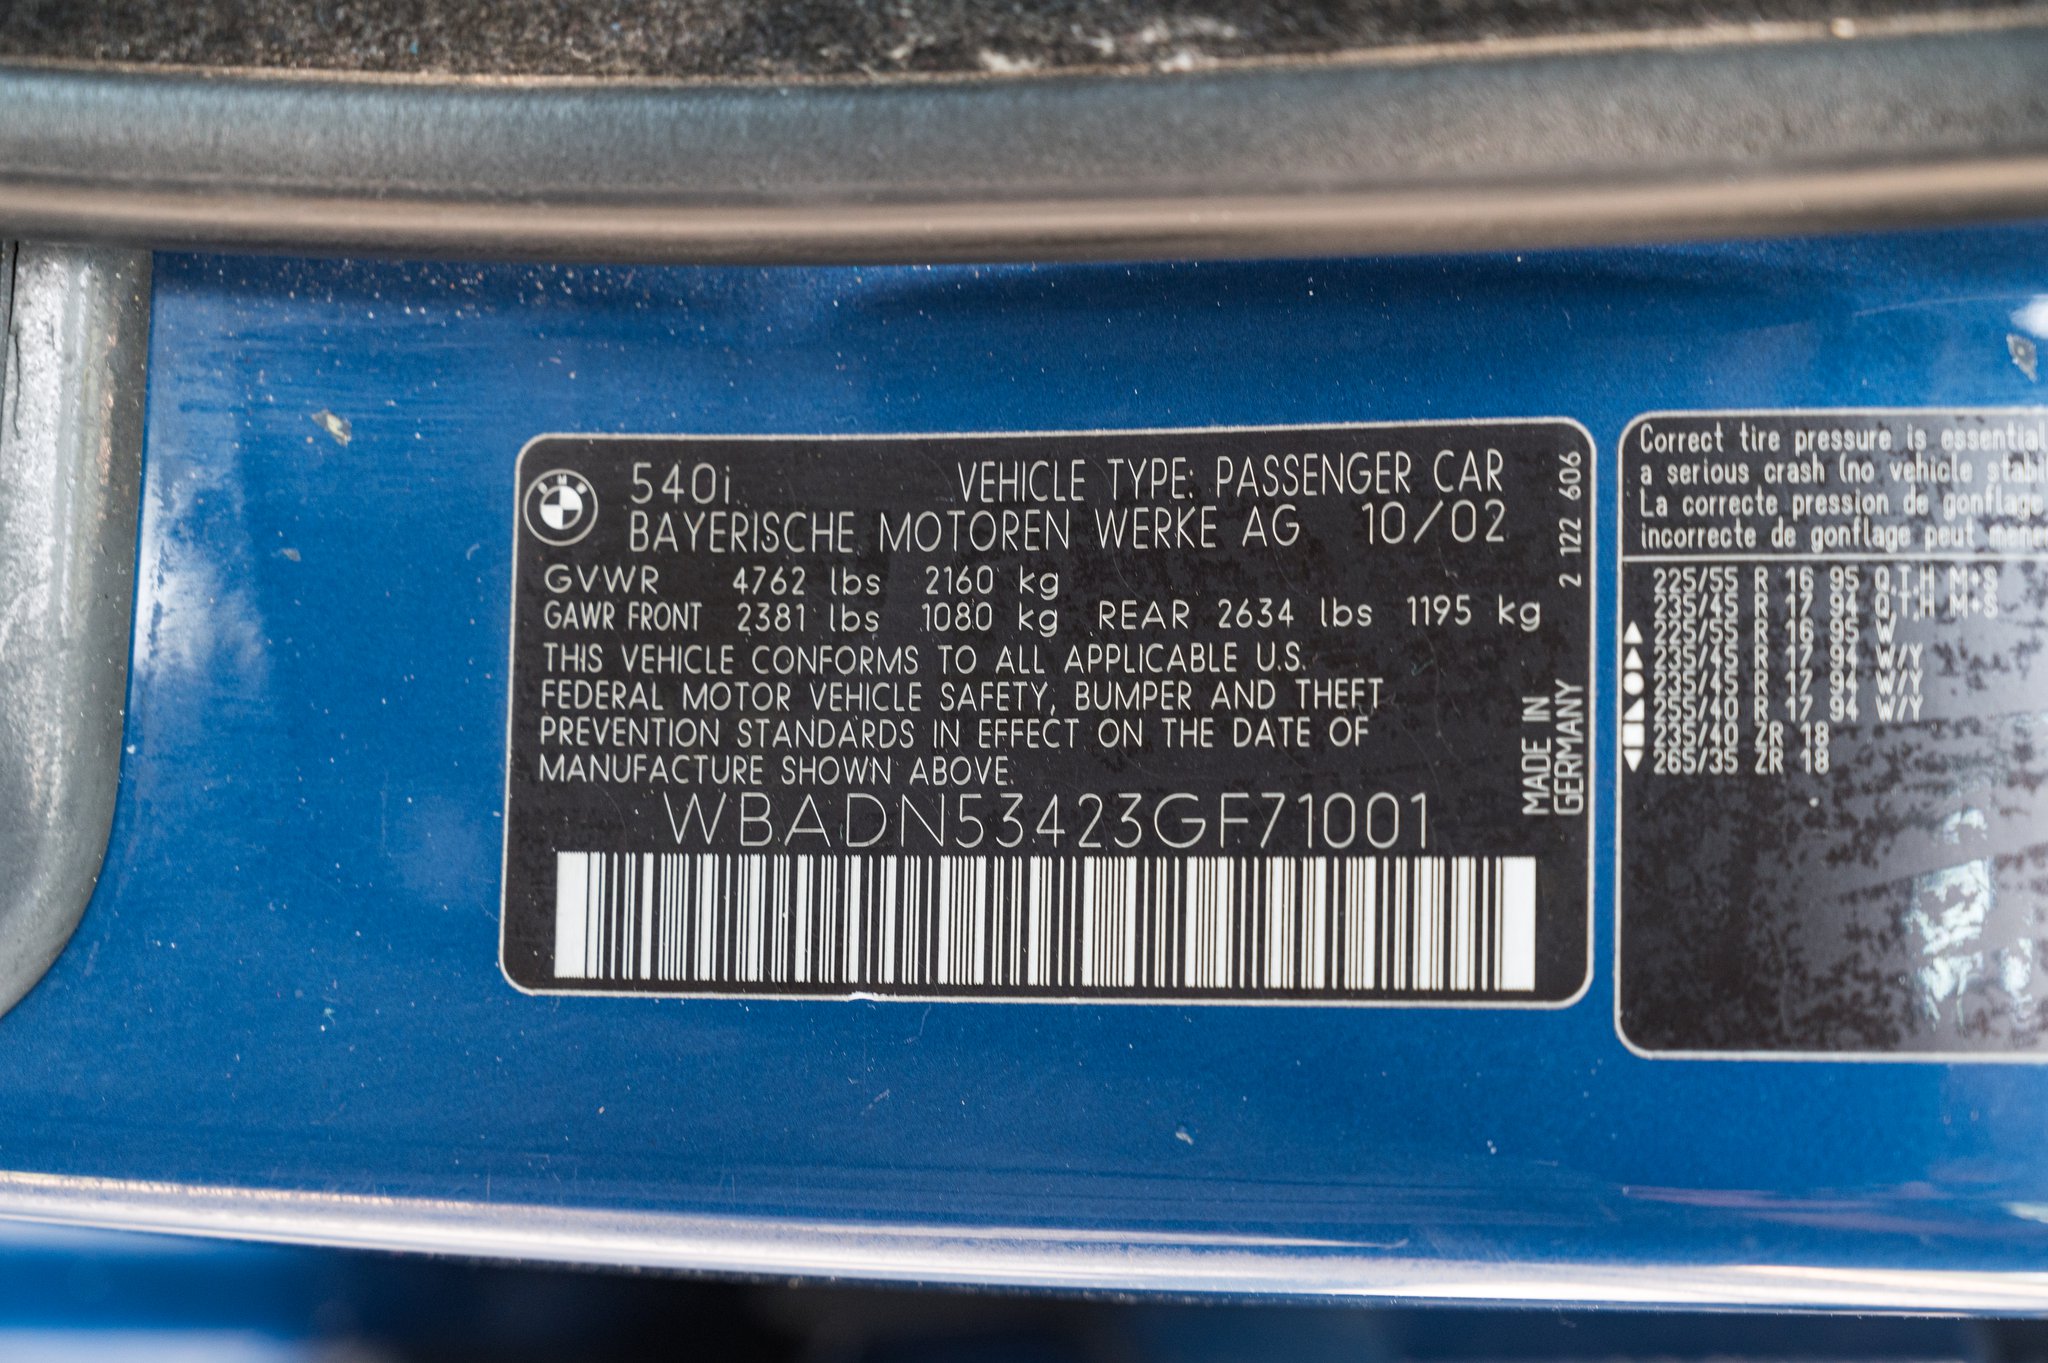 540i VEHICLE TYPE: PASSENGER CAR
BAYERISCHE MOTOREN WERKE AG 10/02
GVWR 4762 lbs 2160 kg
GAWR FRONT 2381 lbs 1080 kg REAR 2634 lbs 1195 kg
THIS VEHICLE CONFORMS TO ALL APPLICABLE U.S.
FEDERAL MOTOR VEHICLE SAFETY, BUMPER AND THEFT
PREVENTION STANDARDS IN EFFECT ON THE DATE OF
MANUFACTURE SHOWN ABOVE.
WBADN53423GF71001
2 122 606
MADE IN
GERMANY
Correct tire pressure is essential
a serious crash (no vehicle
La correcte pression de gonflage
incorrecte de gonflage peut
225/55 R 16 95 Q.T.H M+S
235/45 R 17 94 Q.T.H M+S
225/55 R 16 95 W
235/45 R 17 94 W/Y
235/45 R 17 94 W/Y
235/40 R 17 94 W/Y
235/40 ZR 18
265/35 ZR 18